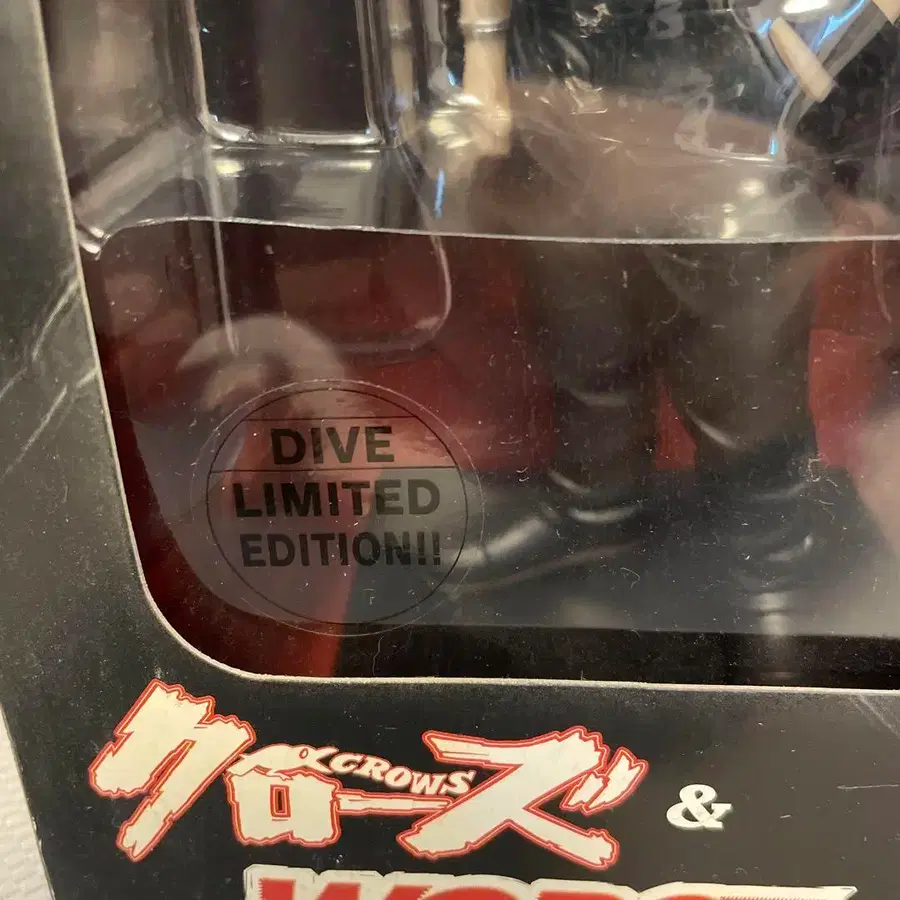 DIVE
LIMITED
EDITION!!
クローズ
CROWS
&